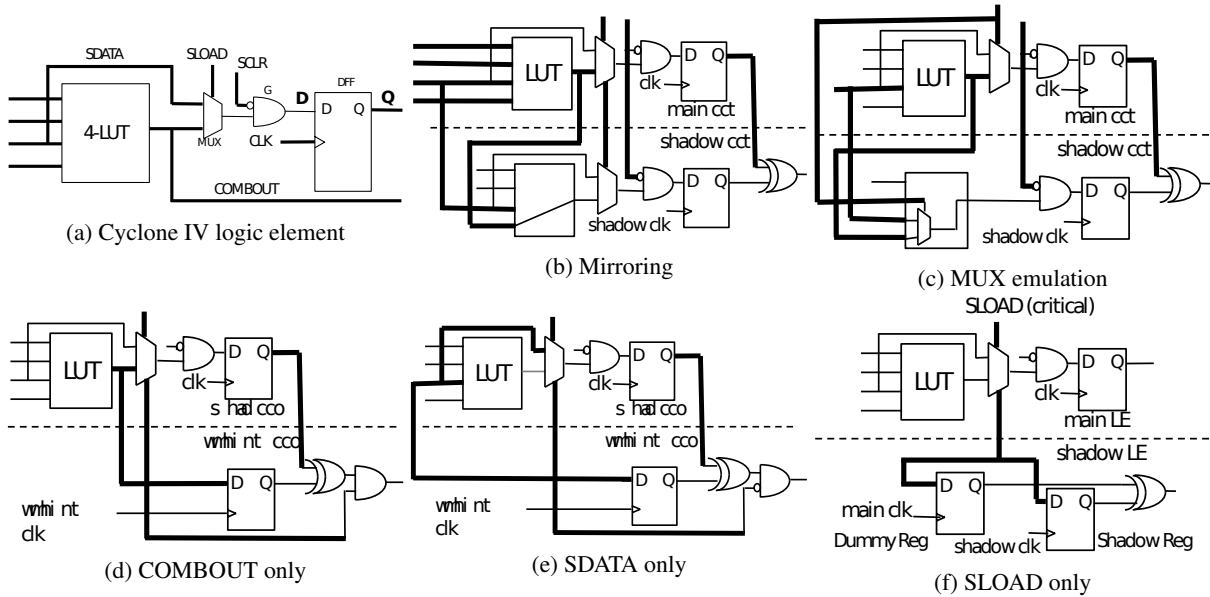 SDATA
SLOAD
SCLR
G
DFF
D
D
Q
Q
4-LUT
MUX
CLK
COMBOUT
(a) Cyclone IV logic element
LUT
D
Q
clk
main cct
shadow cct
D
Q
shadow clk
(b) Mirroring
LUT
D
Q
clk
main cct
shadow cct
D
Q
shadow clk
(c) MUX emulation
LUT
D
Q
clk
D
Q
clk
(d) COMBOUT only
LUT
D
Q
clk
D
Q
clk
(e) SDATA only
SLOAD (critical)
LUT
D
Q
clk
main LE
shadow LE
D
Q
main clk
Dummy Reg
D
Q
shadow clk
Shadow Reg
(f) SLOAD only